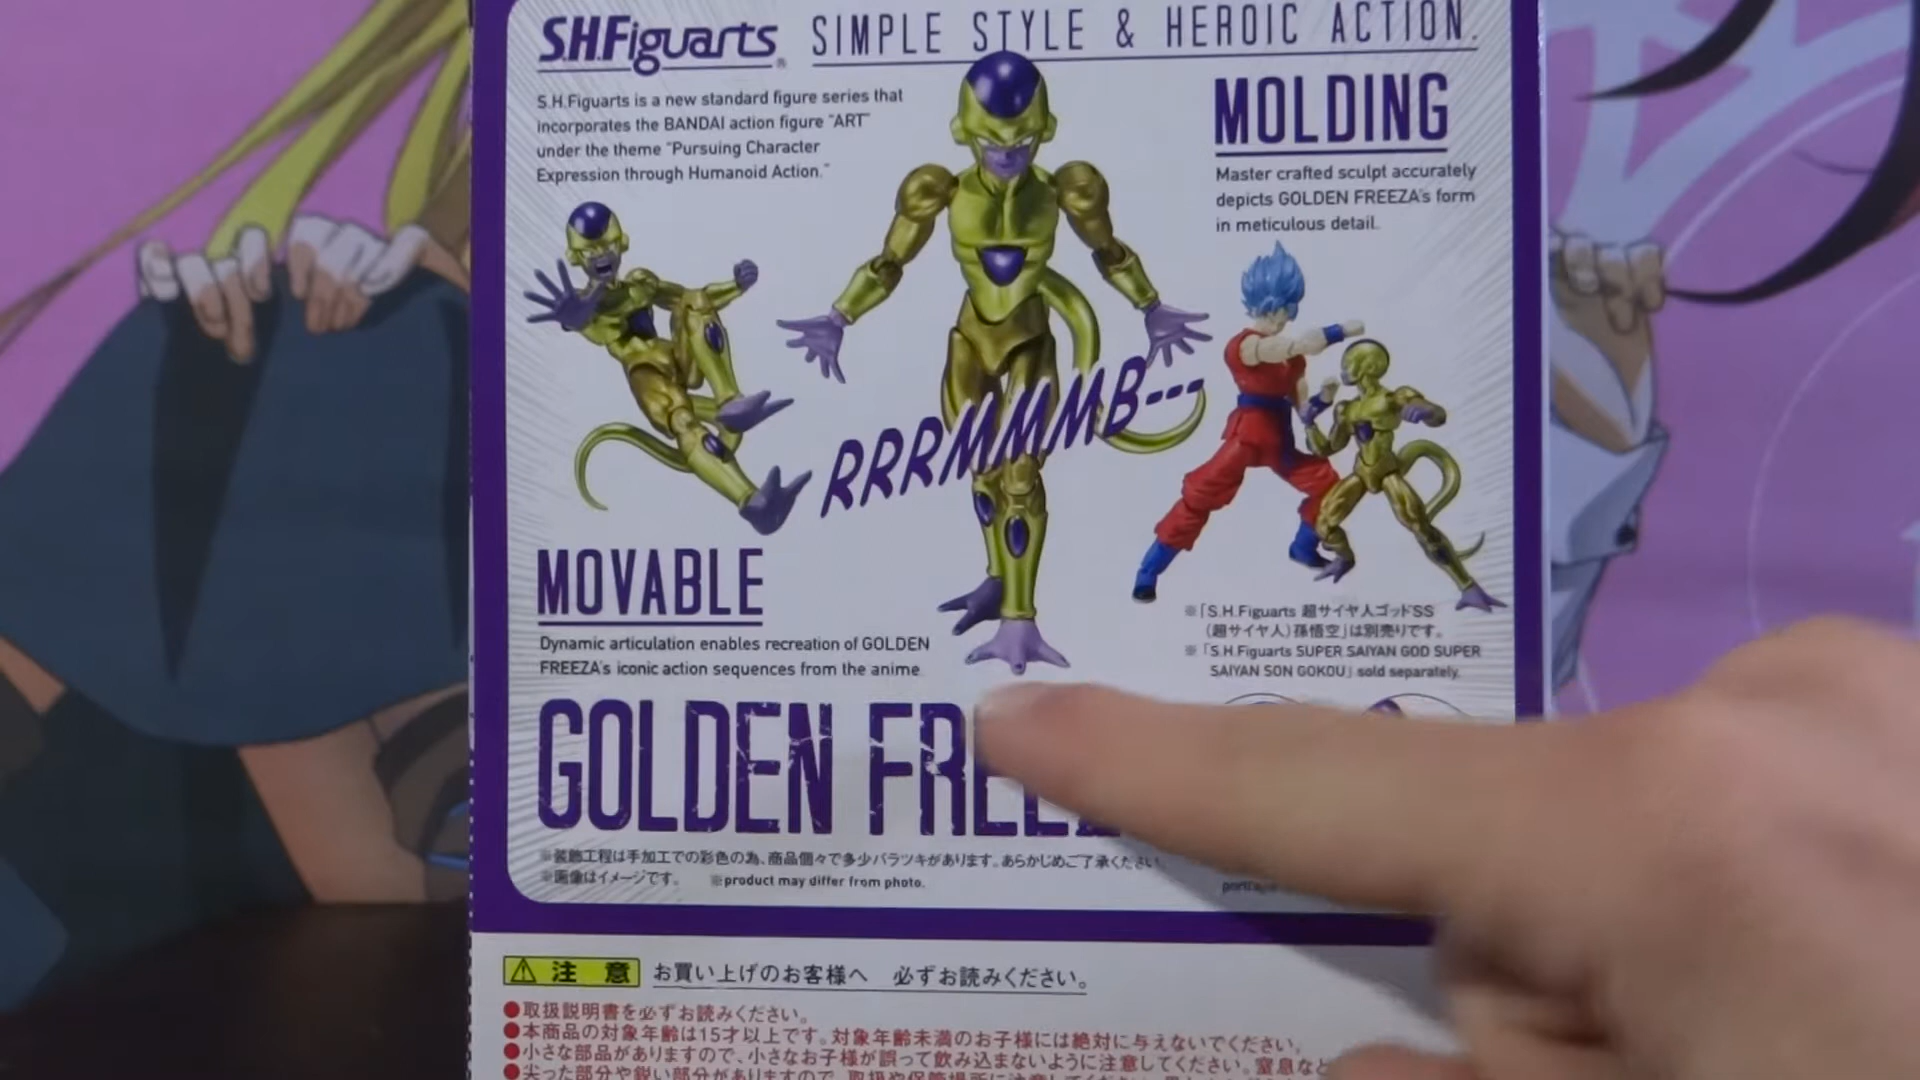 S.H.Figuarts® SIMPLE STYLE & HEROIC ACTION.
S.H.Figuarts is a new standard figure series that
incorporates the BANDAI action figure "ART"
under the theme "Pursuing Character
Expression through Humanoid Action."
MOLDING
Master crafted sculpt accurately
depicts GOLDEN FREEZA's form
in meticulous detail.
RRRMMMMB---
MOVABLE
Dynamic articulation enables recreation of GOLDEN
FREEZA's iconic action sequences from the anime.
※「S.H.Figuarts 超サイヤ人ゴッドSS
(超サイヤ人)孫悟空」は別売りです。
※「S.H.Figuarts SUPER SAIYAN GOD SUPER
SAIYAN SON GOKOU」sold separately.
GOLDEN FREEZ
※装飾工程は手加工での彩色の為、商品個々で多少バラツキがあります。あらかじめご了承ください。
※画像はイメージです。 ※product may differ from photo.
⚠注意 お買い上げのお客様へ 必ずお読みください。
●取扱説明書を必ずお読みください。
●本商品の対象年齢は15才以上です。対象年齢未満のお子様には絶対に与えないでください。
●小さな部品がありますので、小さなお子様が誤って飲み込まないように注意してください。窒息など
●尖った部分や鋭い部分がありますので、取扱や保管場所に注意してください。